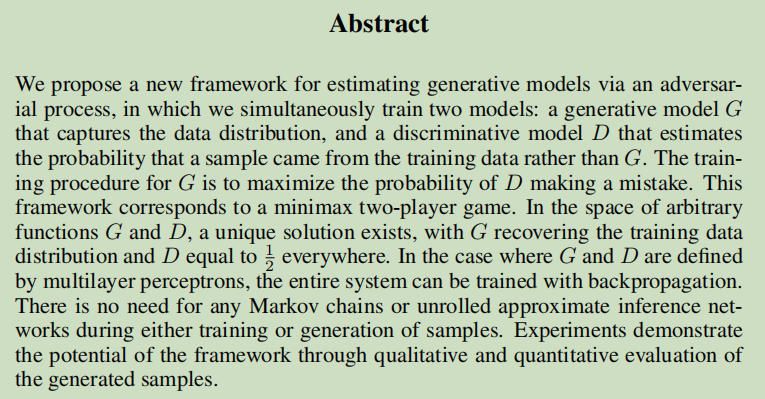 Abstract
We propose a new framework for estimating generative models via an adversar-
ial process, in which we simultaneously train two models: a generative model G
that captures the data distribution, and a discriminative model D that estimates
the probability that a sample came from the training data rather than G. The train-
ing procedure for G is to maximize the probability of D making a mistake. This
framework corresponds to a minimax two-player game. In the space of arbitrary
functions G and D, a unique solution exists, with G recovering the training data
distribution and D equal to 1/2 everywhere. In the case where G and D are defined
by multilayer perceptrons, the entire system can be trained with backpropagation.
There is no need for any Markov chains or unrolled approximate inference net-
works during either training or generation of samples. Experiments demonstrate
the potential of the framework through qualitative and quantitative evaluation of
the generated samples.